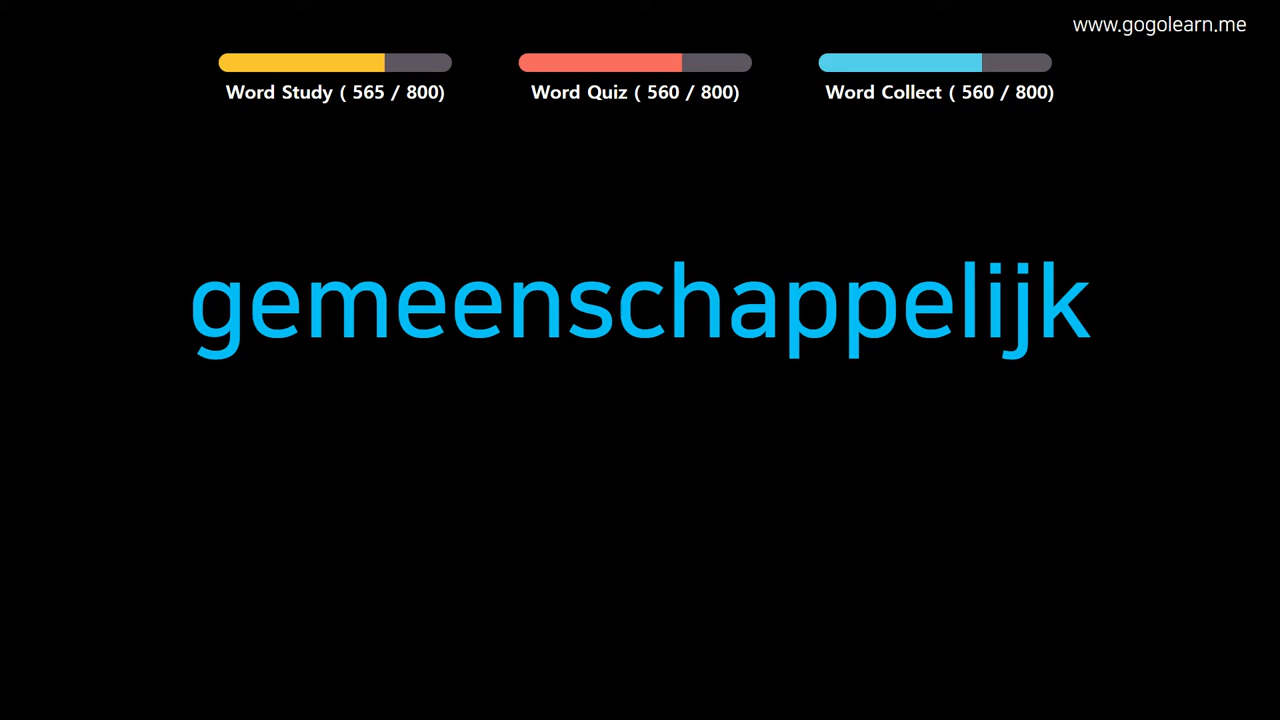 www.gogolearn.me
Word Study ( 565 / 800)
Word Quiz ( 560 / 800)
Word Collect ( 560 / 800)
gemeenschappelijk